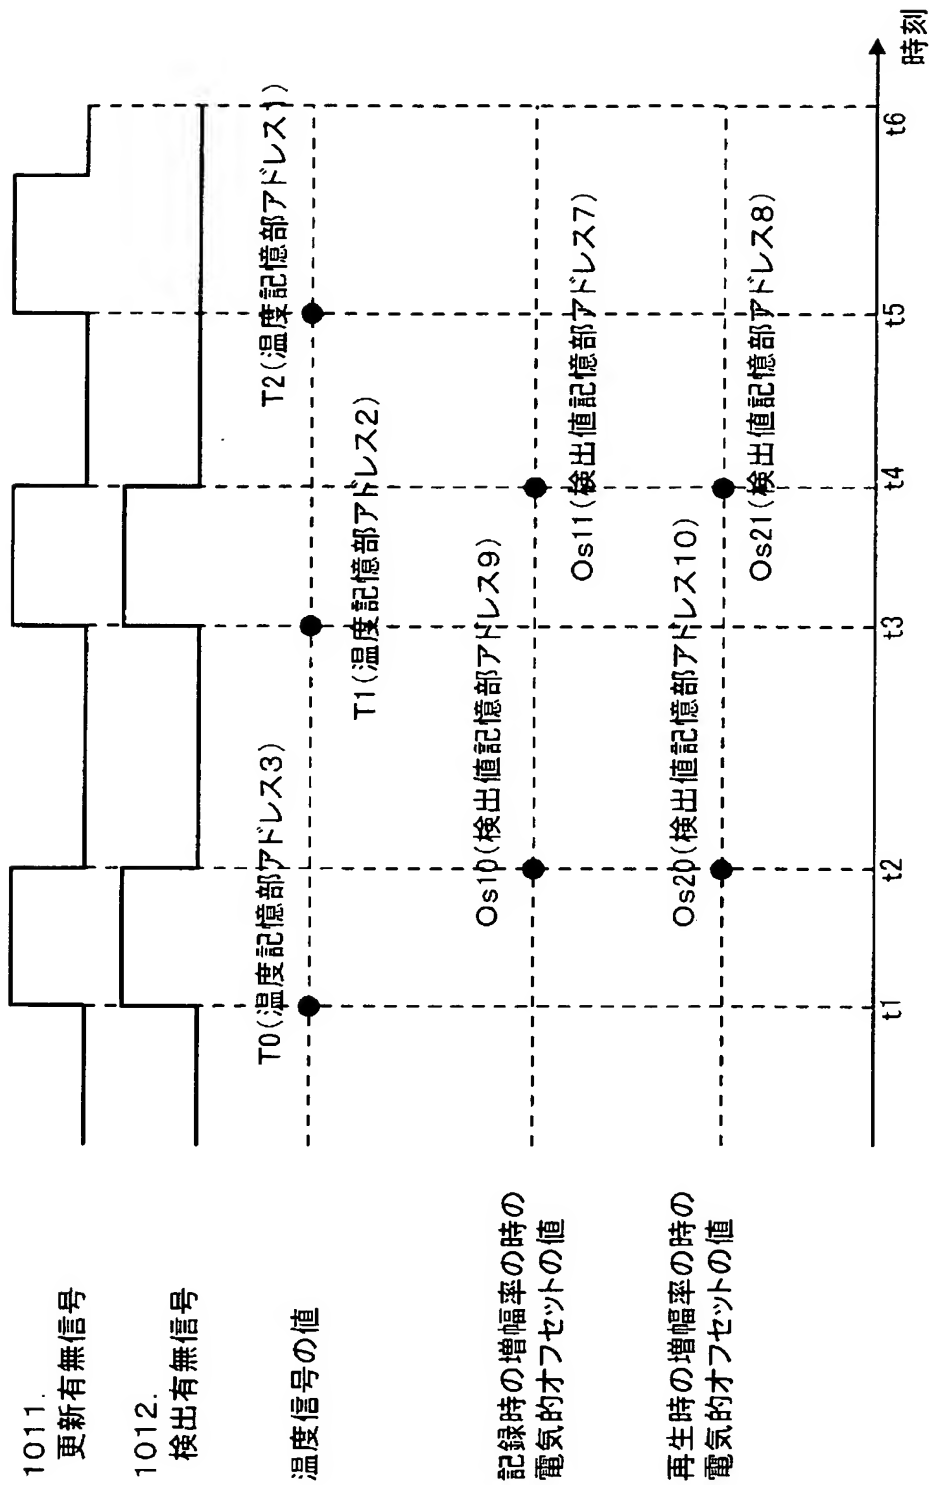 1011.
更新有無信号
1012.
検出有無信号
温度信号の値
T0(温度記憶部アドレス3)
T1(温度記憶部アドレス2)
T2(温度記憶部アドレス1)
記録時の増幅率の時の
電気的オフセットの値
Os10(検出値記憶部アドレス9)
Os11(検出値記憶部アドレス7)
再生時の増幅率の時の
電気的オフセットの値
Os20(検出値記憶部アドレス10)
Os21(検出値記憶部アドレス8)
t1
t2
t3
t4
t5
t6
時刻